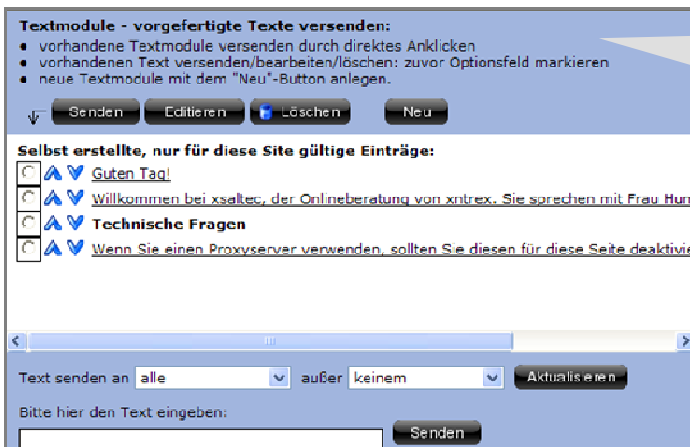 Textmodule - vorgefertigte Texte versenden:
• vorhandene Textmodule versenden durch direktes Anklicken
• vorhandenen Text versenden/bearbeiten/löschen: zuvor Optionsfeld markieren
• neue Textmodule mit dem "Neu"-Button anlegen.
Senden Editieren Löschen Neu
Selbst erstellte, nur für diese Site gültige Einträge:
Guten Tag!
Willkommen bei xsaltec, der Onlineberatung von xntrex. Sie sprechen mit Frau Hun
Technische Fragen
Wenn Sie einen Proxyserver verwenden, sollten Sie diesen für diese Seite deaktivie
Text senden an alle außer keinem Aktualisieren
Bitte hier den Text eingeben:
Senden